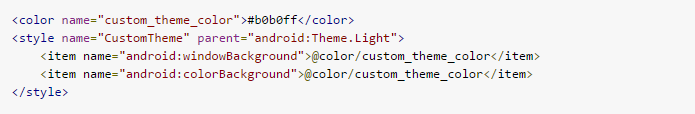 <color name="custom_theme_color">#b0b0ff</color>
<style name="CustomTheme" parent="android:Theme.Light">
    <item name="android:windowBackground">@color/custom_theme_color</item>
    <item name="android:colorBackground">@color/custom_theme_color</item>
</style>